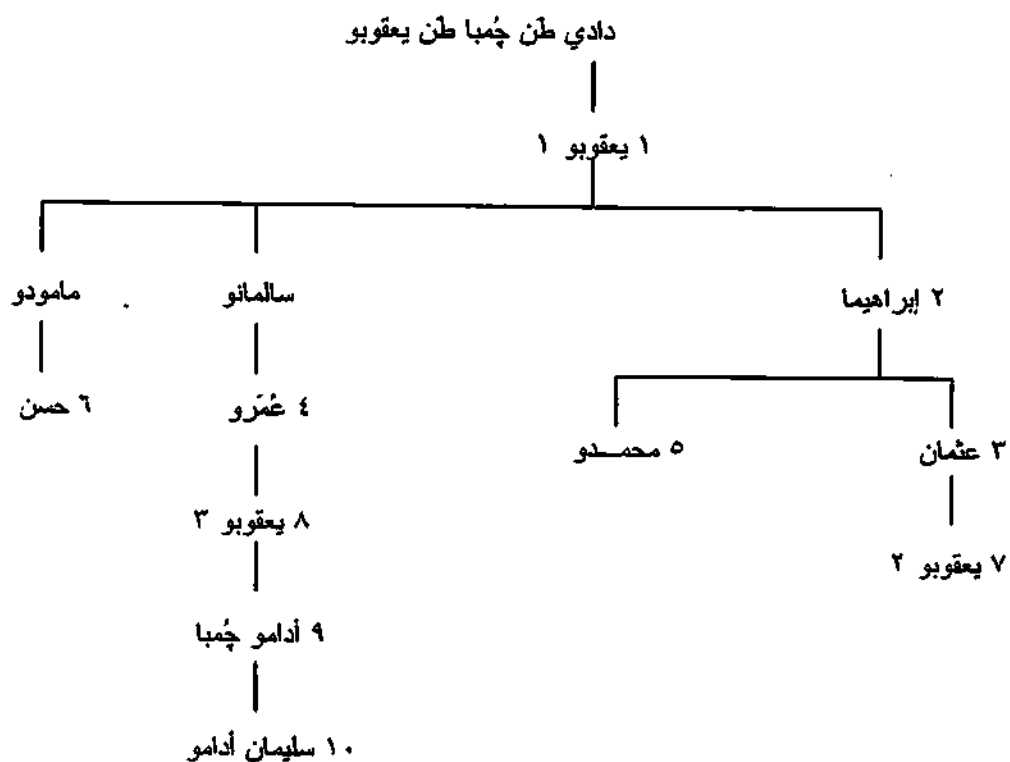 دادي طَن جُمبا طَن يعقوبو
١ يعقوبو ١
٢ إبراهيما
سالمانو
مامودو
٤ عُمَرو
٦ حسن
٣ عثمان
٥ محمــدو
٨ يعقوبو ٣
٧ يعقوبو ٢
٩ أدامو جُمبا
١٠ سليمان أدامو